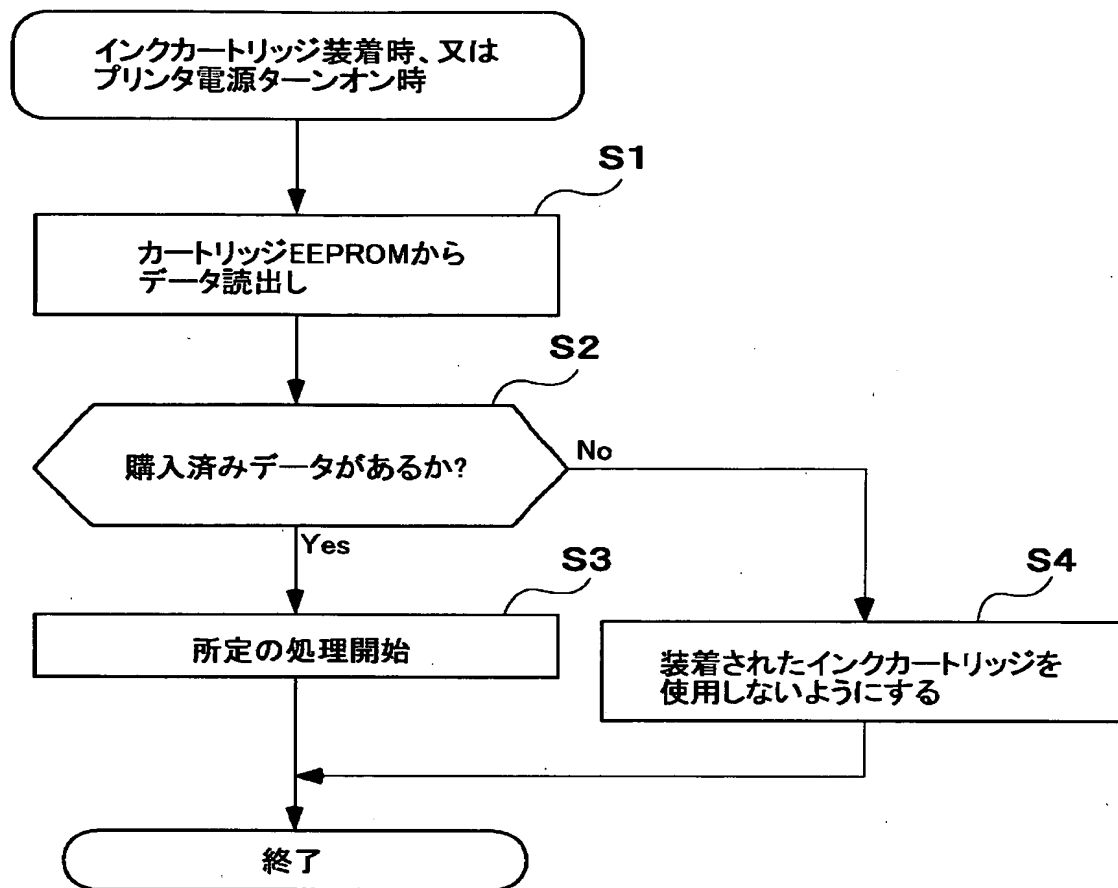 インクカートリッジ装着時、又は
プリンタ電源ターンオン時
S1
カートリッジEEPROMから
データ読出し
S2
購入済みデータがあるか?
No
Yes
S3
所定の処理開始
S4
装着されたインクカートリッジを
使用しないようにする
終了